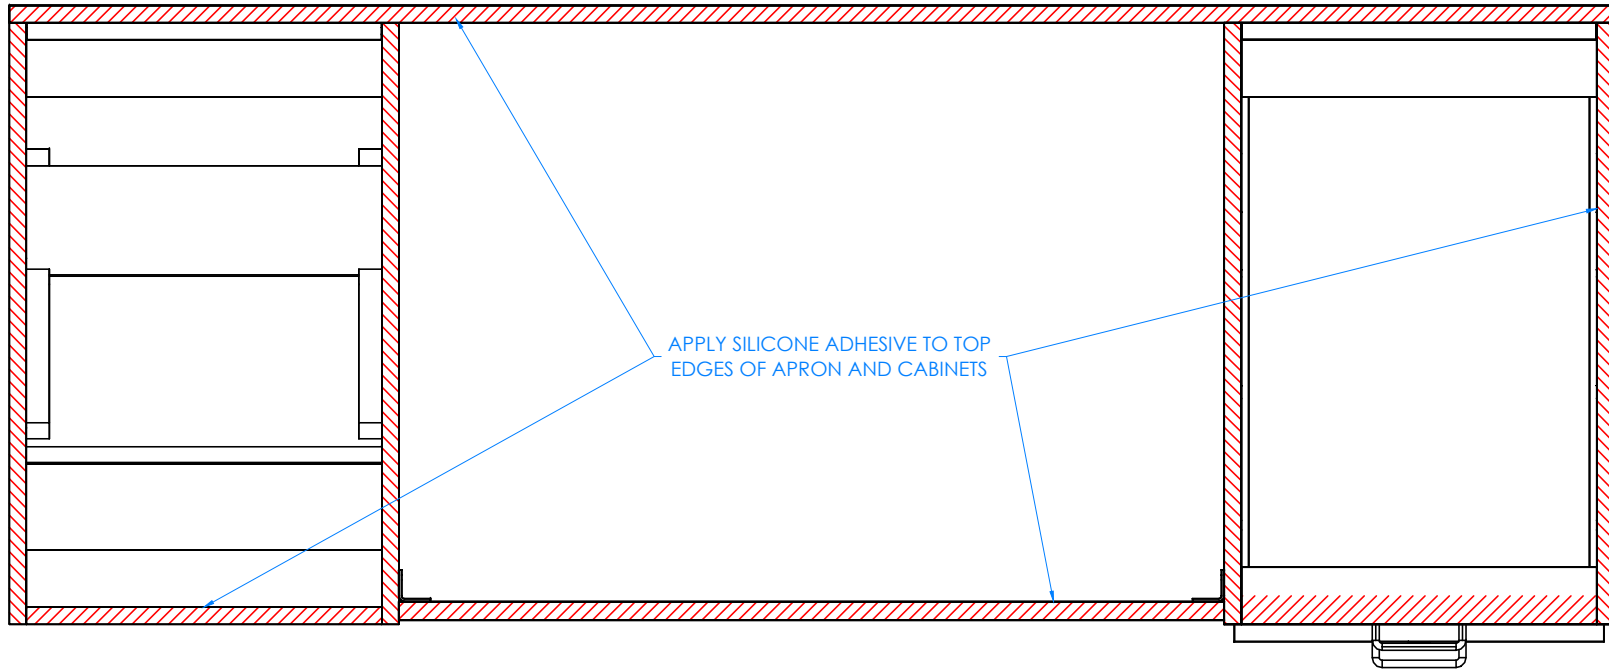 APPLY SILICONE ADHESIVE TO TOP
EDGES OF APRON AND CABINETS